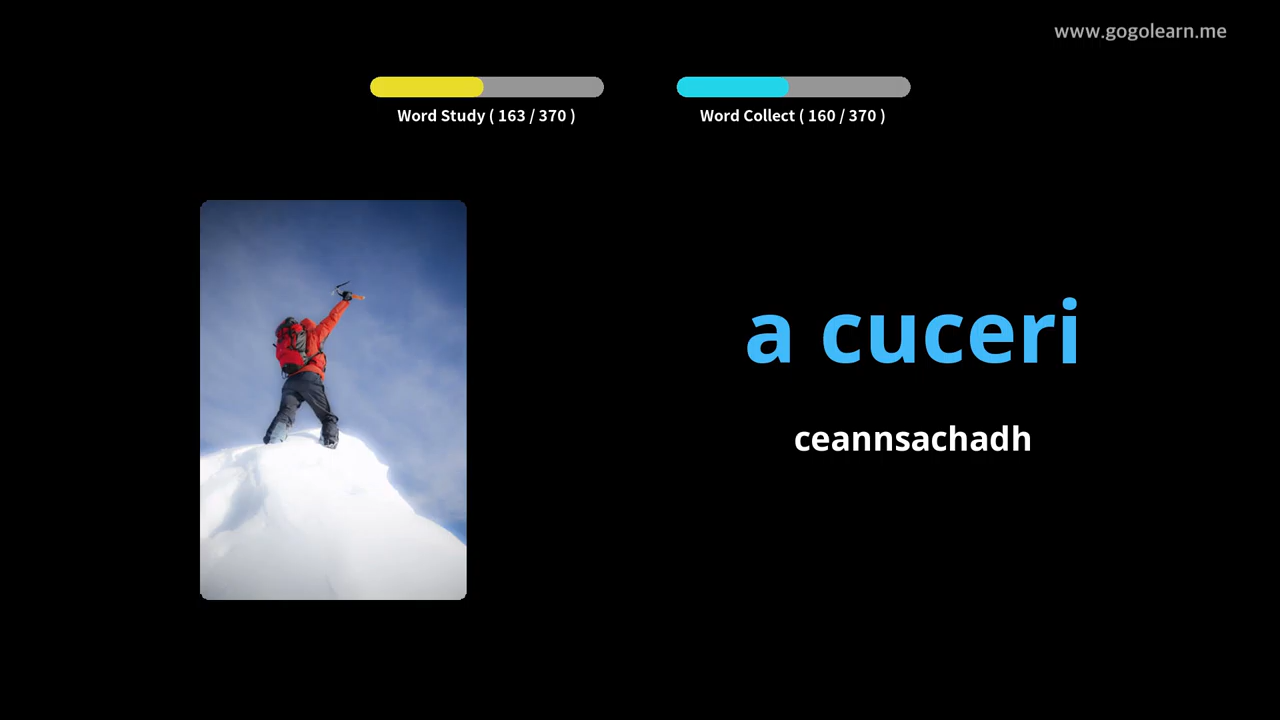 www.gogolearn.me
Word Study ( 163 / 370 )
Word Collect ( 160 / 370 )
a cuceri
ceannsachadh